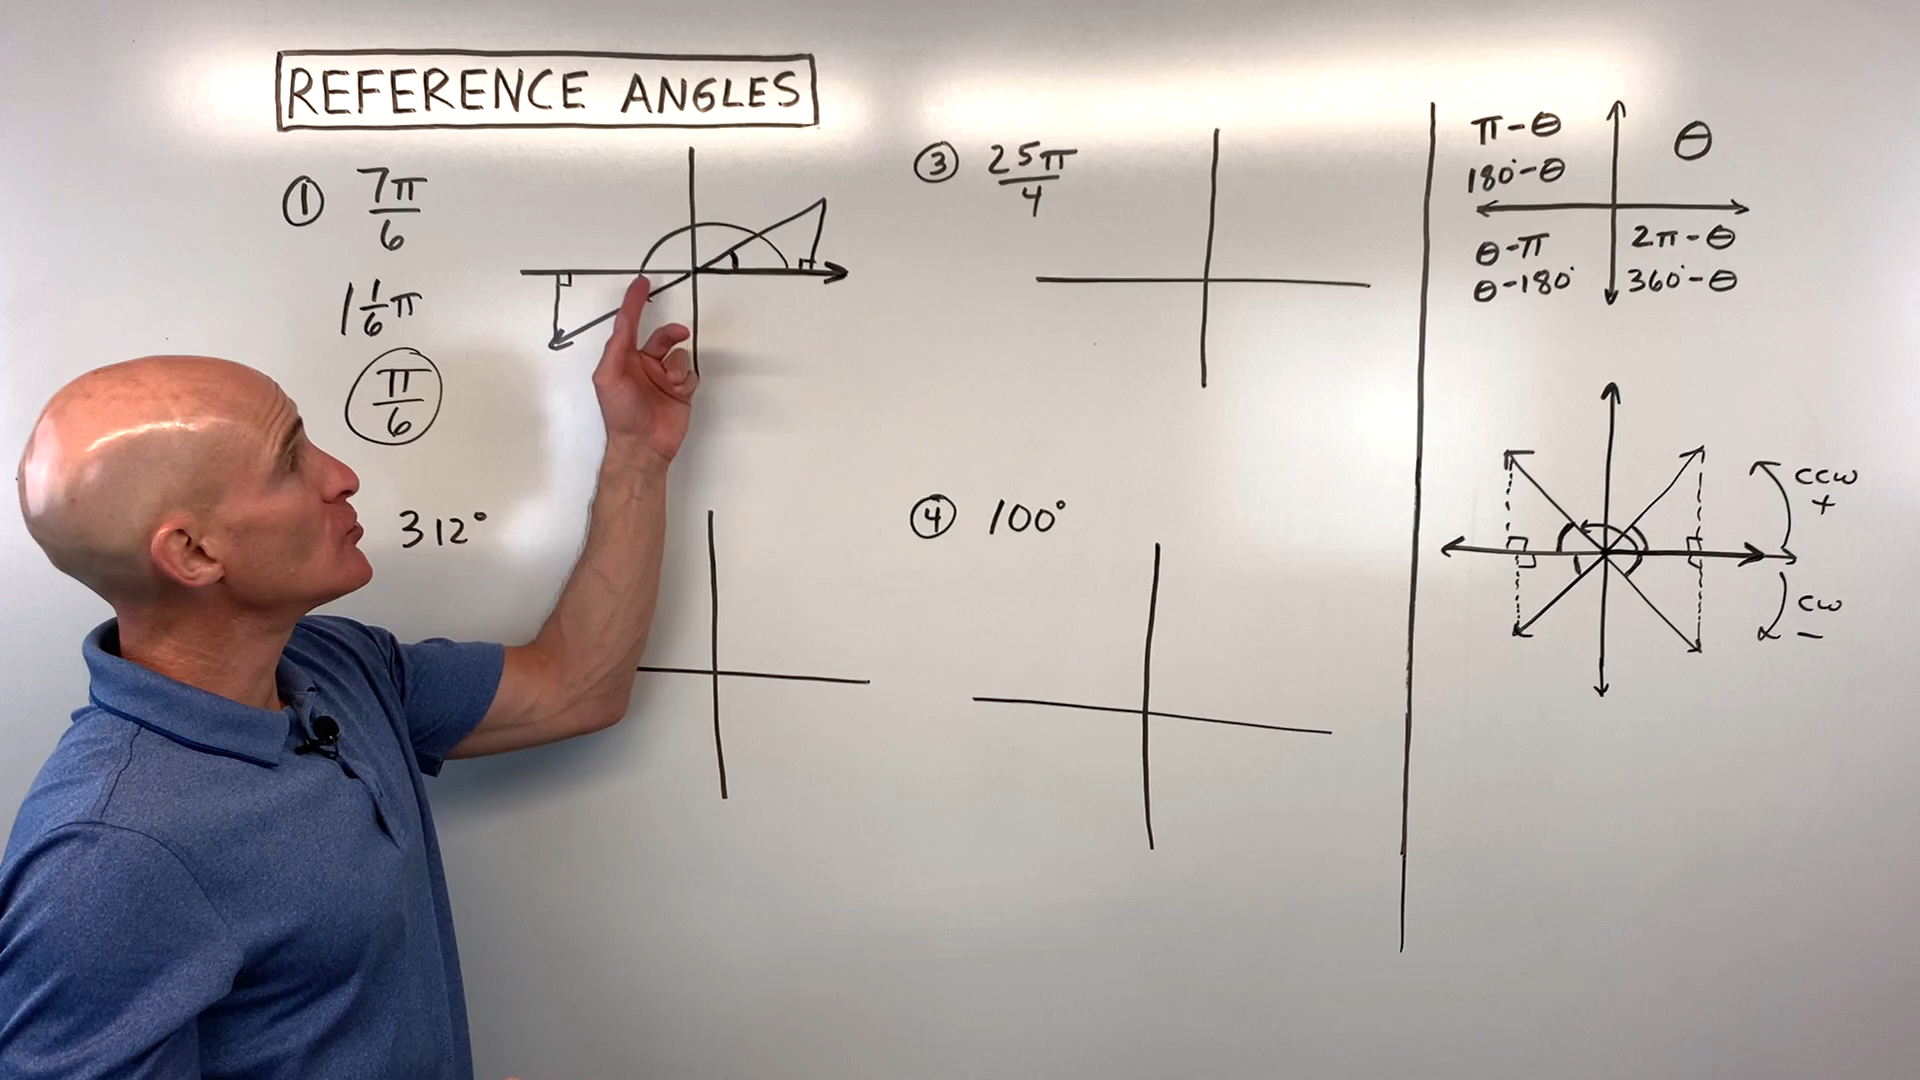 REFERENCE ANGLES
① 7π/6
1 1/6 π
π/6
312°
③ 25π/4
④ 100°
π-θ
180°-θ
θ
θ-π
θ-180°
2π-θ
360°-θ
ccw
+
cw
−